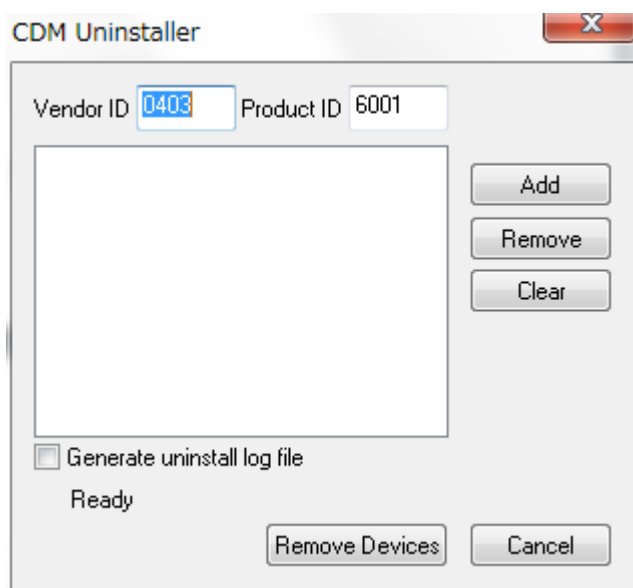 CDM Uninstaller
Vendor ID 0403 Product ID 6001
Add
Remove
Clear
Generate uninstall log file
Ready
Remove Devices Cancel